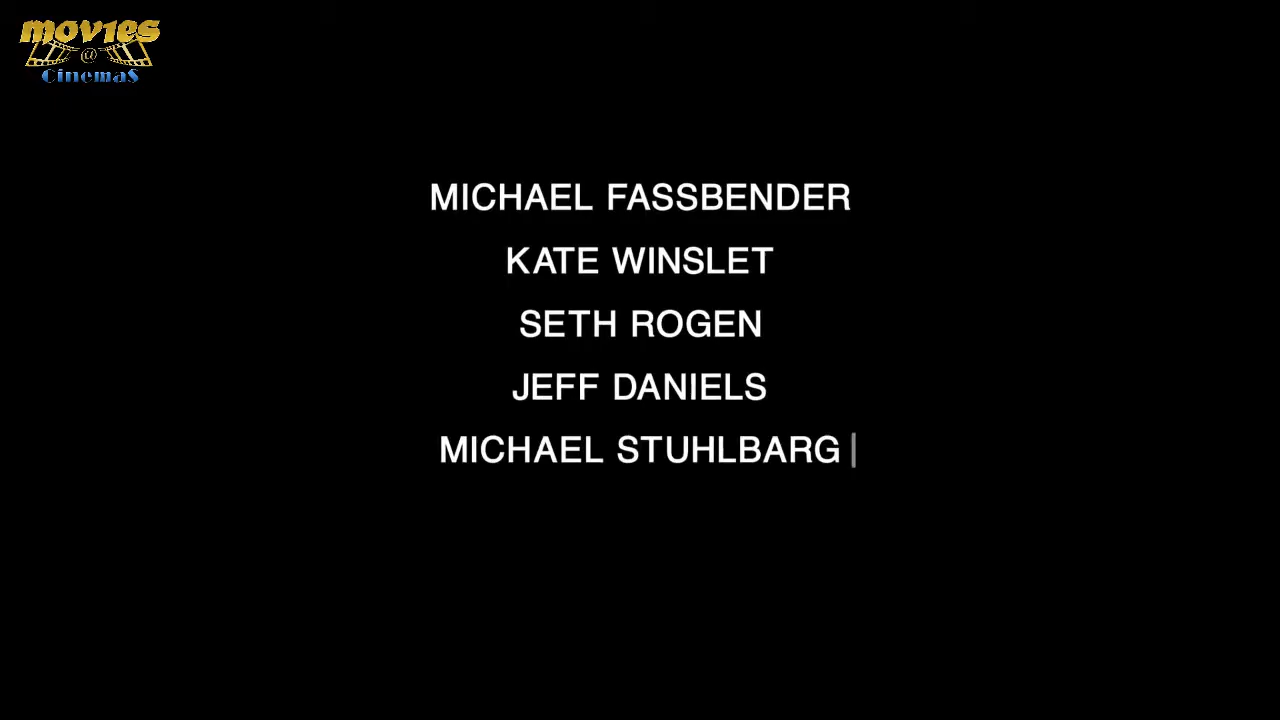 MOVIES
@
CinemaS
MICHAEL FASSBENDER
KATE WINSLET
SETH ROGEN
JEFF DANIELS
MICHAEL STUHLBARG